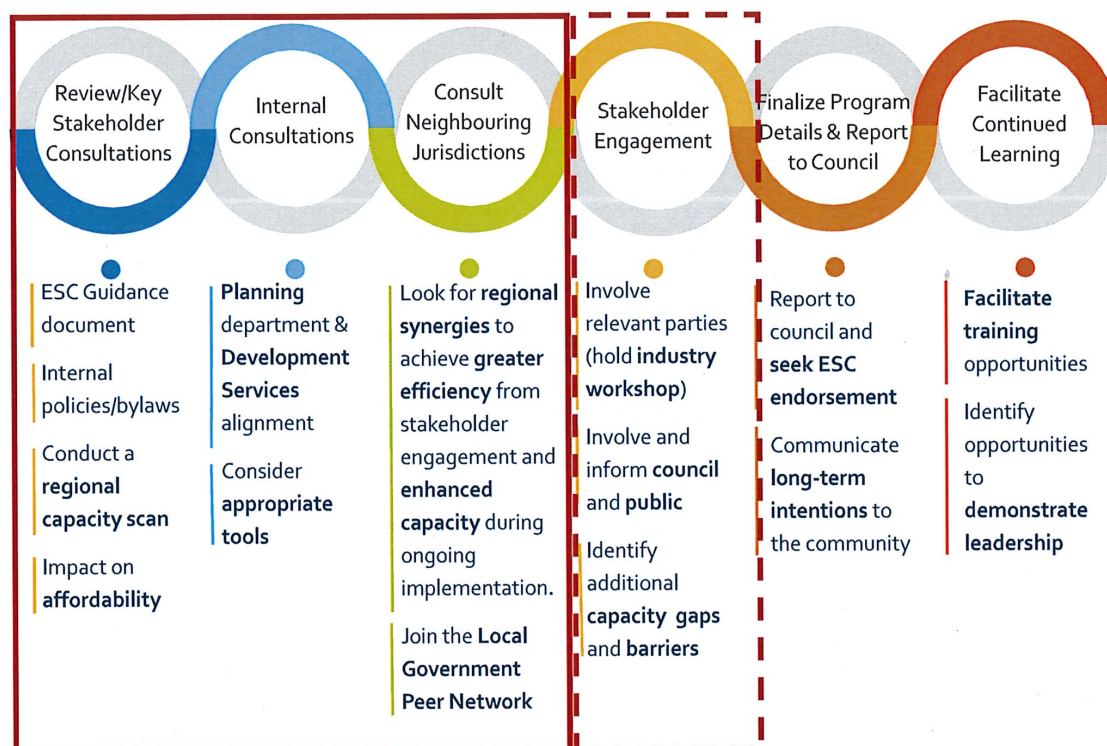 Review/Key
Stakeholder
Consultations
Internal
Consultations
Consult
Neighbouring
Jurisdictions
Stakeholder
Engagement
Finalize Program
Details & Report
to Council
Facilitate
Continued
Learning
ESC Guidance
document
Internal
policies/bylaws
Conduct a
regional
capacity scan
Impact on
affordability
Planning
department &
Development
Services
alignment
Consider
appropriate
tools
Look for regional
synergies to
achieve greater
efficiency from
stakeholder
engagement and
enhanced
capacity during
ongoing
implementation.
Join the Local
Government
Peer Network
Involve
relevant parties
(hold industry
workshop)
Involve and
inform council
and public
Identify
additional
capacity gaps
and barriers
Report to
council and
seek ESC
endorsement
Communicate
long-term
intentions to
the community
Facilitate
training
opportunities
Identify
opportunities
to
demonstrate
leadership